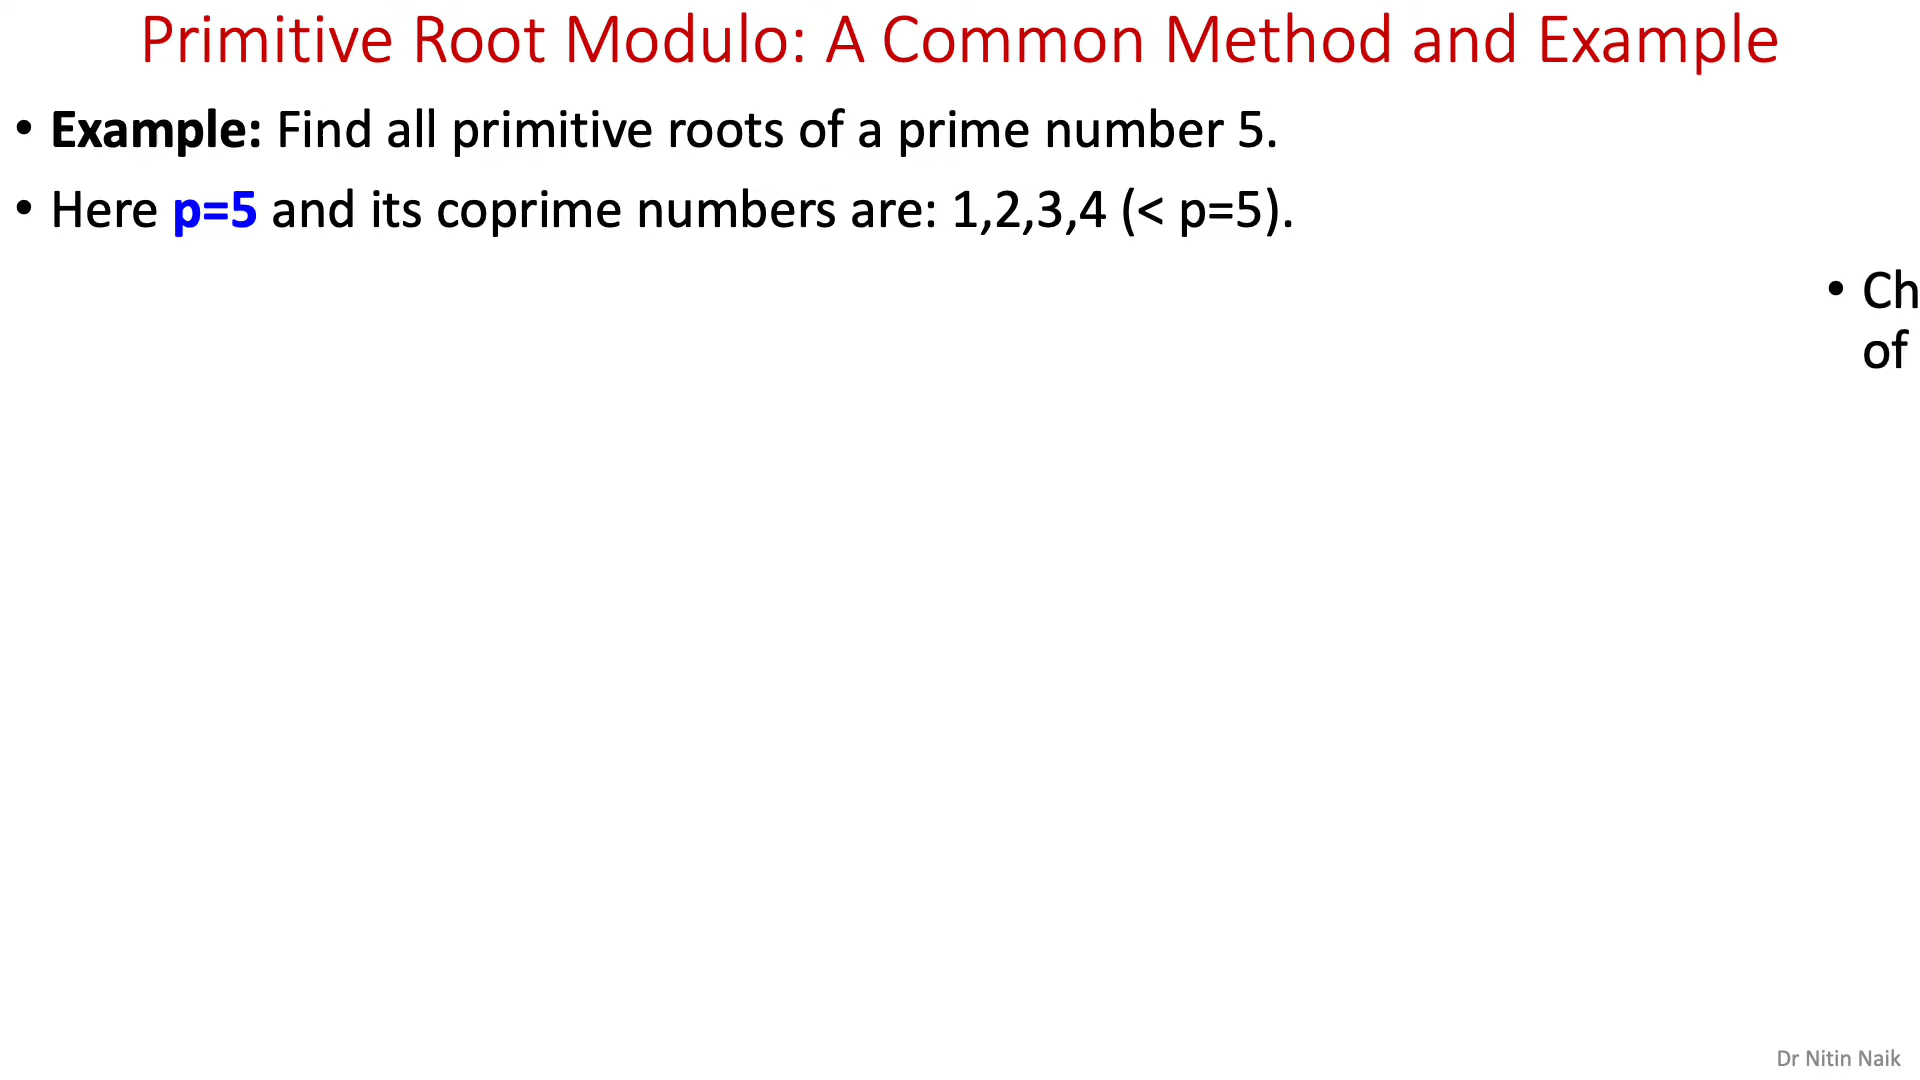 Primitive Root Modulo: A Common Method and Example
• Example: Find all primitive roots of a prime number 5.
• Here p=5 and its coprime numbers are: 1,2,3,4 (< p=5).
• Ch
of
Dr Nitin Naik